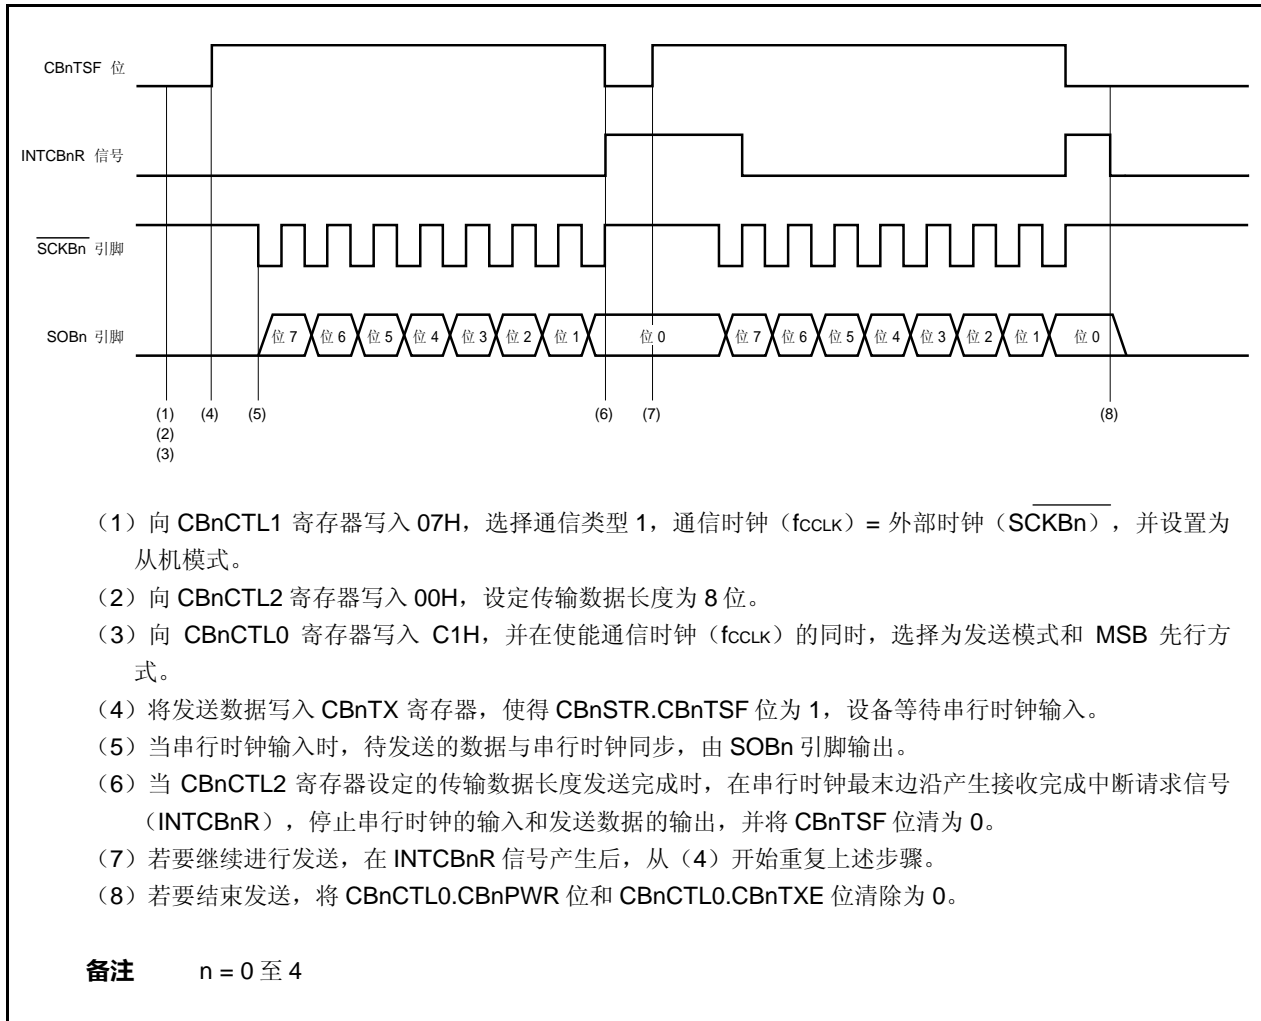 CBnTSF 位
INTCBnR 信号
SCKBn 引脚
SOBn 引脚
位 7 位 6 位 5 位 4 位 3 位 2 位 1 位 0 位 7 位 6 位 5 位 4 位 3 位 2 位 1 位 0
(1) (4) (5) (6) (7) (8)
(2)
(3)
（1）向 CBnCTL1 寄存器写入 07H，选择通信类型 1，通信时钟（fCCLK）= 外部时钟（SCKBn），并设置为
从机模式。
（2）向 CBnCTL2 寄存器写入 00H，设定传输数据长度为 8 位。
（3）向 CBnCTL0 寄存器写入 C1H，并在使能通信时钟（fCCLK）的同时，选择为发送模式和 MSB 先行方
式。
（4）将发送数据写入 CBnTX 寄存器，使得 CBnSTR.CBnTSF 位为 1，设备等待串行时钟输入。
（5）当串行时钟输入时，待发送的数据与串行时钟同步，由 SOBn 引脚输出。
（6）当 CBnCTL2 寄存器设定的传输数据长度发送完成时，在串行时钟最末边沿产生接收完成中断请求信号
（INTCBnR），停止串行时钟的输入和发送数据的输出，并将 CBnTSF 位清为 0。
（7）若要继续进行发送，在 INTCBnR 信号产生后，从（4）开始重复上述步骤。
（8）若要结束发送，将 CBnCTL0.CBnPWR 位和 CBnCTL0.CBnTXE 位清除为 0。
备注 n = 0 至 4